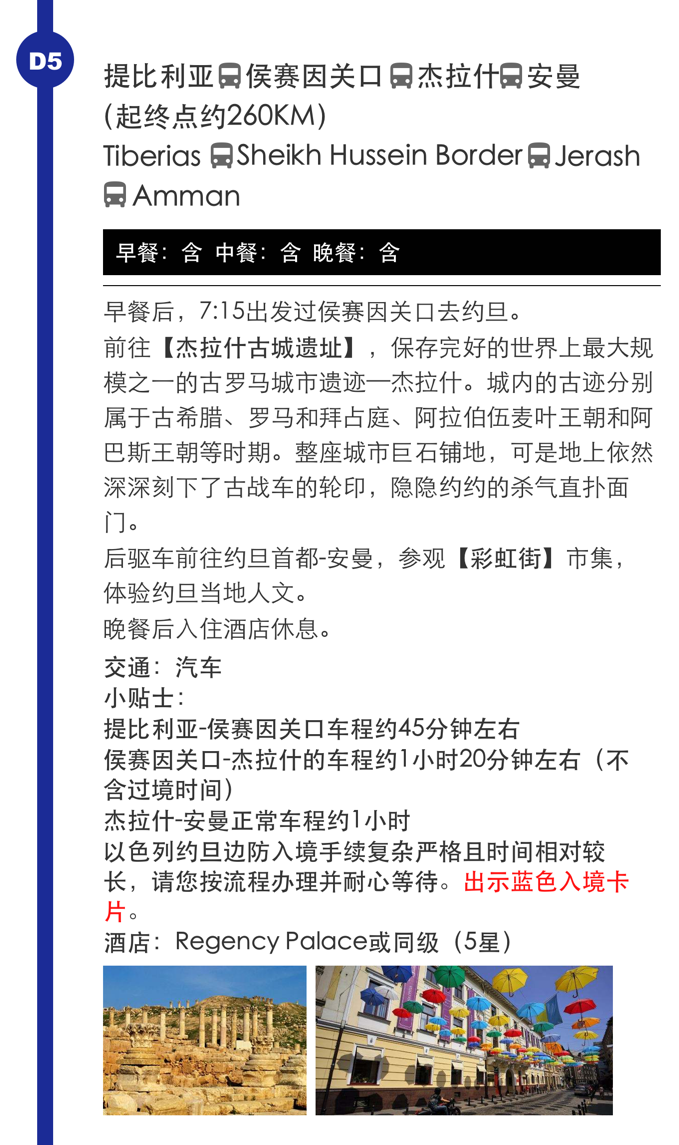 D5
提比利亚 侯赛因关口 杰拉什 安曼
(起终点约260KM)
Tiberias Sheikh Hussein Border Jerash
Amman
早餐：含 中餐：含 晚餐：含
早餐后，7:15出发过侯赛因关口去约旦。
前往【杰拉什古城遗址】，保存完好的世界上最大规
模之一的古罗马城市遗迹—杰拉什。城内的古迹分别
属于古希腊、罗马和拜占庭、阿拉伯伍麦叶王朝和阿
巴斯王朝等时期。整座城市巨石铺地，可是地上依然
深深刻下了古战车的轮印，隐隐约约的杀气直扑面
门。
后驱车前往约旦首都-安曼，参观【彩虹街】市集，
体验约旦当地人文。
晚餐后入住酒店休息。
交通：汽车
小贴士：
提比利亚-侯赛因关口车程约45分钟左右
侯赛因关口-杰拉什的车程约1小时20分钟左右（不
含过境时间）
杰拉什-安曼正常车程约1小时
以色列约旦边防入境手续复杂严格且时间相对较
长，请您按流程办理并耐心等待。出示蓝色入境卡
片。
酒店：Regency Palace或同级（5星）